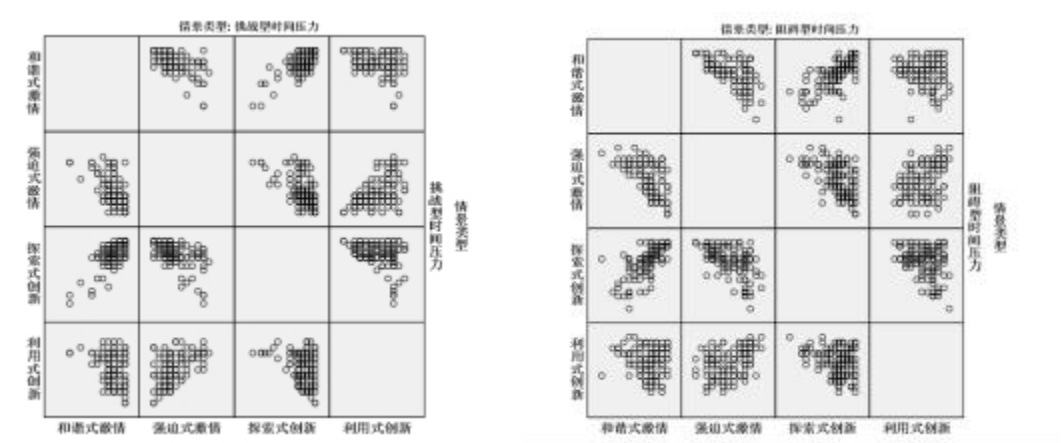 情景类型: 挑战型时间压力
和谐式激情
强迫式激情
探索式创新
利用式创新
和谐式激情 强迫式激情 探索式创新 利用式创新
挑战型时间压力
情景类型
情景类型: 阻碍型时间压力
和谐式激情
强迫式激情
探索式创新
利用式创新
和谐式激情 强迫式激情 探索式创新 利用式创新
阻碍型时间压力
情景类型